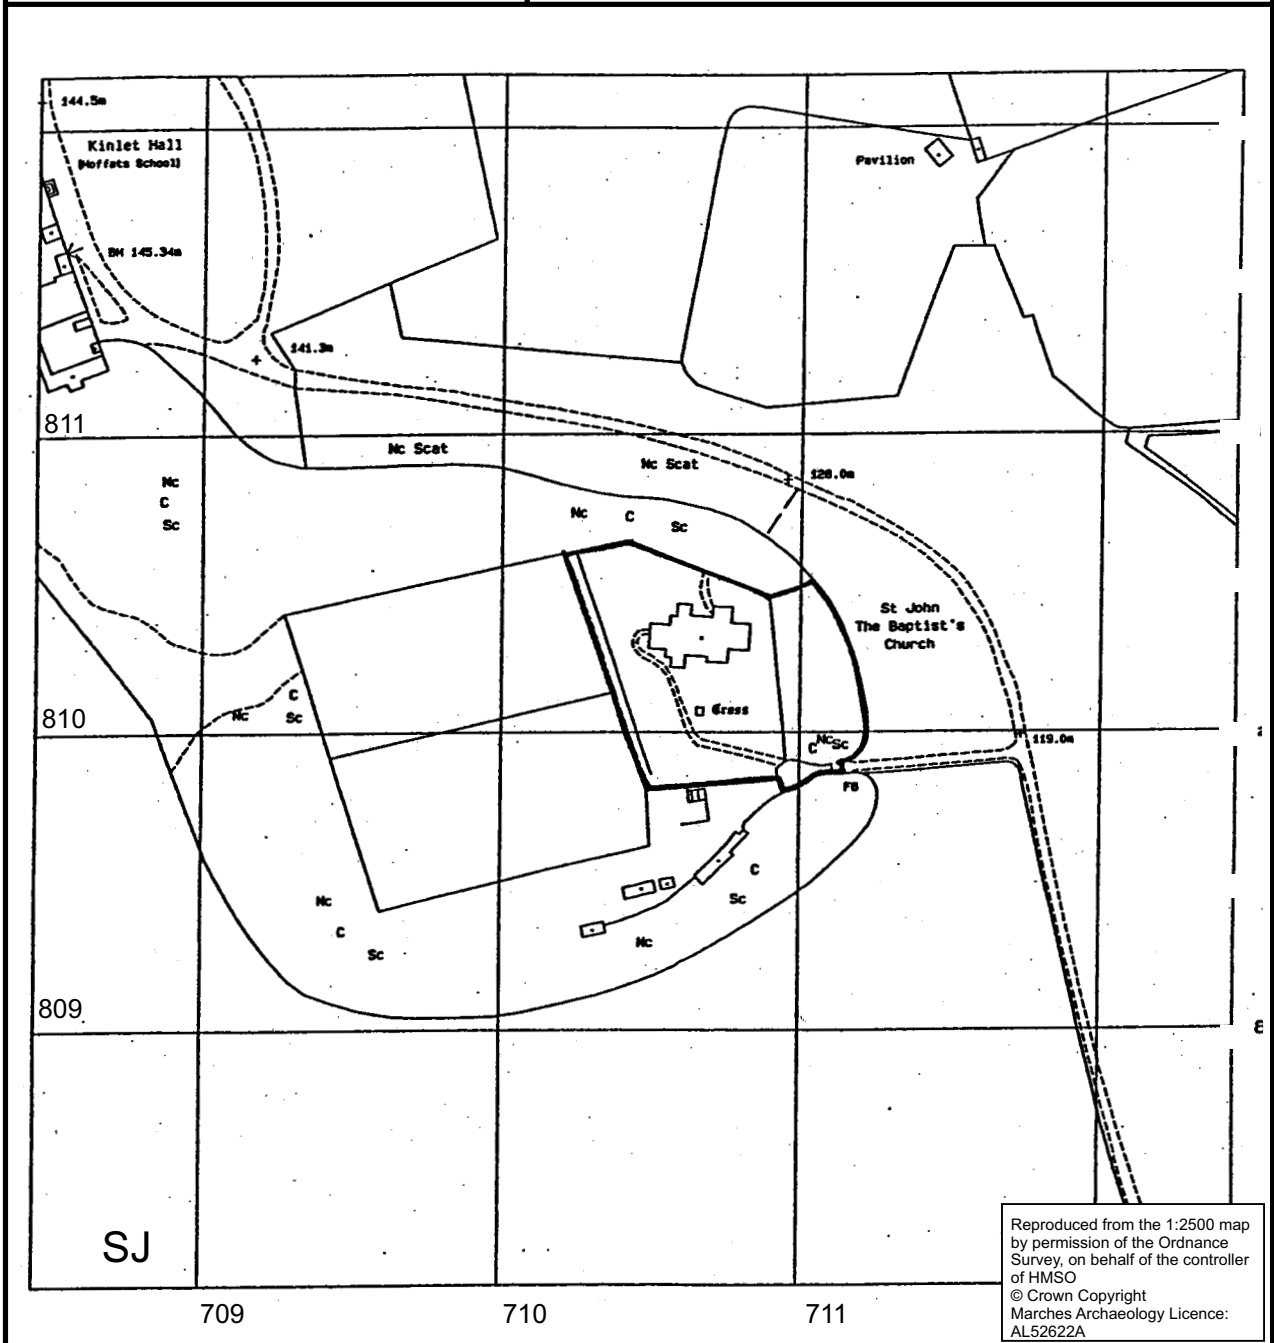 144.5m
Kinlet Hall
(Moffats School)
Pavilion
BM 145.34m
141.3m
811
Nc Scat
Nc Scat
128.0m
Nc
C
Sc
Nc
C
Sc
St John
The Baptist's
Church
C
Nc
Sc
Cross
810
119.0m
C
Nc
Sc
FB
C
Sc
Nc
Nc
C
Sc
809
SJ
709
710
711
Reproduced from the 1:2500 map
by permission of the Ordnance
Survey, on behalf of the controller
of HMSO
© Crown Copyright
Marches Archaeology Licence:
AL52622A